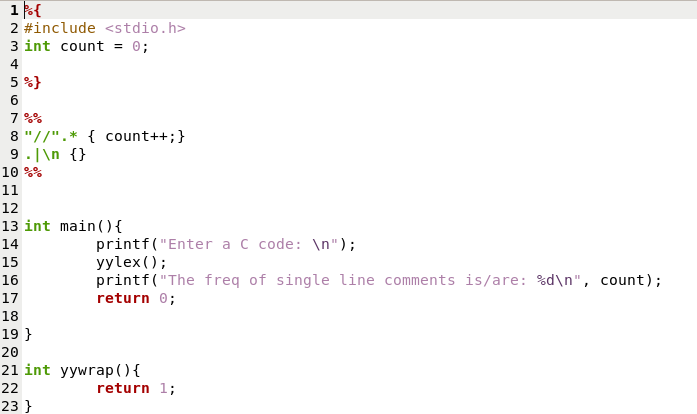 1 %{
2 #include <stdio.h>
3 int count = 0;
4
5 %}
6
7 %%
8 "//".* { count++;}
9 .|\n {}
10 %%
11
12
13 int main(){
14         printf("Enter a C code: \n");
15         yylex();
16         printf("The freq of single line comments is/are: %d\n", count);
17         return 0;
18
19 }
20
21 int yywrap(){
22         return 1;
23 }